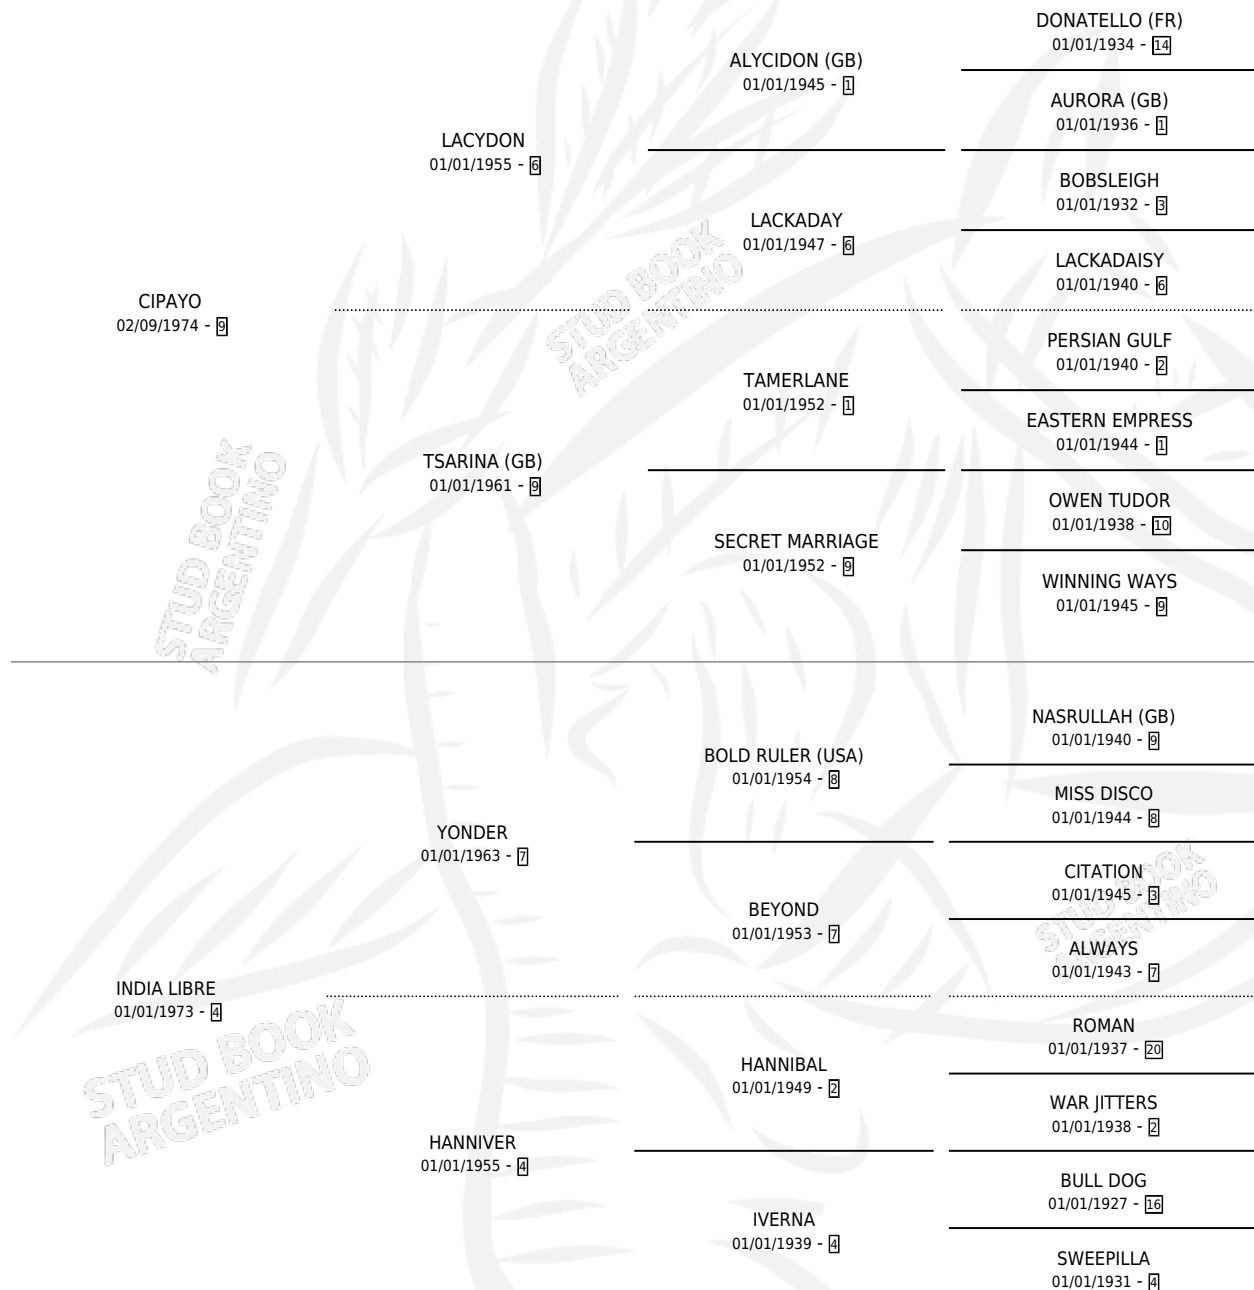 DONATELLO (FR)
01/01/1934 - 14
ALYCIDON (GB)
01/01/1945 - 1
AURORA (GB)
01/01/1936 - 1
LACYDON
01/01/1955 - 6
BOBSLEIGH
01/01/1932 - 3
LACKADAY
01/01/1947 - 6
LACKADAISY
01/01/1940 - 6
CIPAYO
02/09/1974 - 9
PERSIAN GULF
01/01/1940 - 2
TAMERLANE
01/01/1952 - 1
EASTERN EMPRESS
01/01/1944 - 1
TSARINA (GB)
01/01/1961 - 9
OWEN TUDOR
01/01/1938 - 10
SECRET MARRIAGE
01/01/1952 - 9
WINNING WAYS
01/01/1945 - 9
NASRULLAH (GB)
01/01/1940 - 9
BOLD RULER (USA)
01/01/1954 - 8
MISS DISCO
01/01/1944 - 8
YONDER
01/01/1963 - 7
CITATION
01/01/1945 - 3
BEYOND
01/01/1953 - 7
ALWAYS
01/01/1943 - 7
INDIA LIBRE
01/01/1973 - 4
ROMAN
01/01/1937 - 20
HANNIBAL
01/01/1949 - 2
WAR JITTERS
01/01/1938 - 2
HANNIVER
01/01/1955 - 4
BULL DOG
01/01/1927 - 16
IVERNA
01/01/1939 - 4
SWEEPILLA
01/01/1931 - 4
STUD BOOK
ARGENTINO
STUD BOOK
ARGENTINO
STUD BOOK
ARGENTINO
STUD BOOK
ARGENTINO